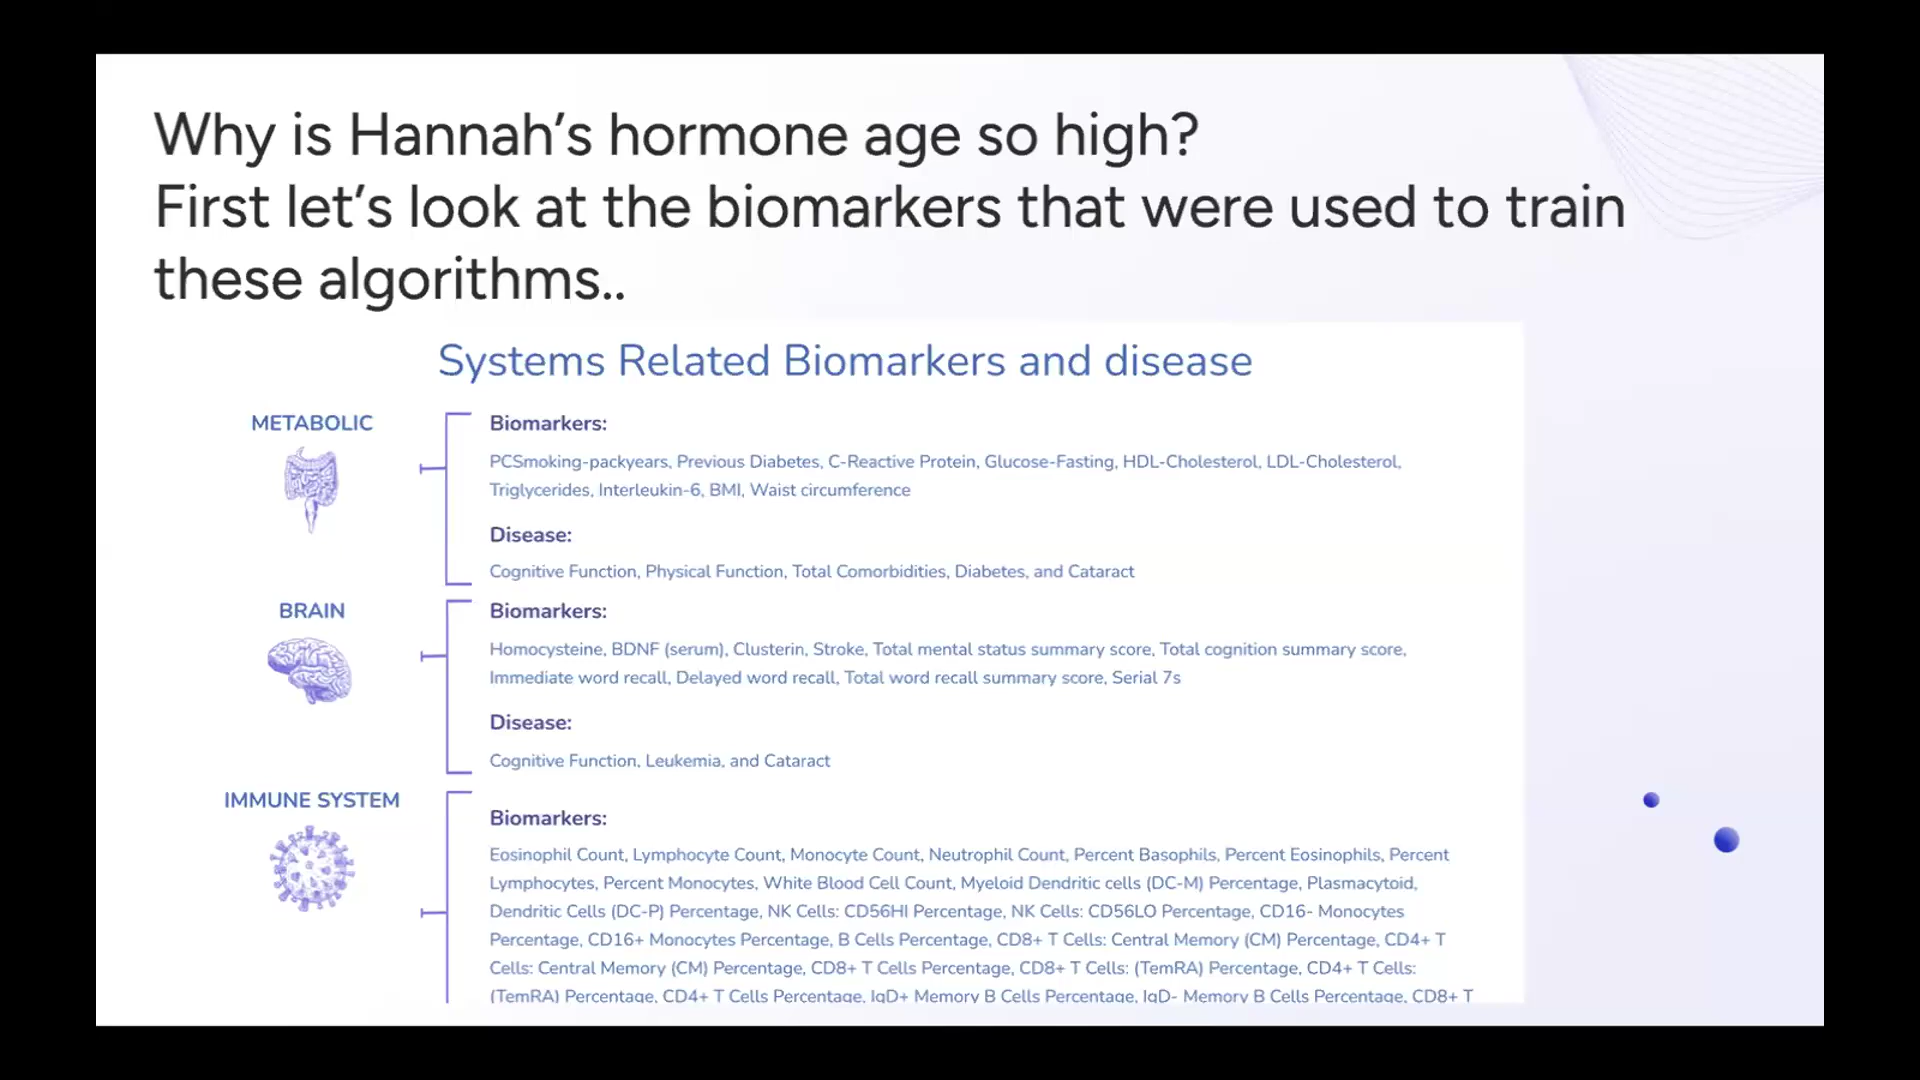 Why is Hannah’s hormone age so high?
First let’s look at the biomarkers that were used to train
these algorithms..
Systems Related Biomarkers and disease
METABOLIC
Biomarkers:
PCSmoking-packyears, Previous Diabetes, C-Reactive Protein, Glucose-Fasting, HDL-Cholesterol, LDL-Cholesterol,
Triglycerides, Interleukin-6, BMI, Waist circumference
Disease:
Cognitive Function, Physical Function, Total Comorbidities, Diabetes, and Cataract
BRAIN
Biomarkers:
Homocysteine, BDNF (serum), Clusterin, Stroke, Total mental status summary score, Total cognition summary score,
Immediate word recall, Delayed word recall, Total word recall summary score, Serial 7s
Disease:
Cognitive Function, Leukemia, and Cataract
IMMUNE SYSTEM
Biomarkers:
Eosinophil Count, Lymphocyte Count, Monocyte Count, Neutrophil Count, Percent Basophils, Percent Eosinophils, Percent
Lymphocytes, Percent Monocytes, White Blood Cell Count, Myeloid Dendritic cells (DC-M) Percentage, Plasmacytoid,
Dendritic Cells (DC-P) Percentage, NK Cells: CD56HI Percentage, NK Cells: CD56LO Percentage, CD16- Monocytes
Percentage, CD16+ Monocytes Percentage, B Cells Percentage, CD8+ T Cells: Central Memory (CM) Percentage, CD4+ T
Cells: Central Memory (CM) Percentage, CD8+ T Cells Percentage, CD8+ T Cells: (TemRA) Percentage, CD4+ T Cells:
(TemRA) Percentage, CD4+ T Cells Percentage, IgD+ Memory B Cells Percentage, IgD- Memory B Cells Percentage, CD8+ T